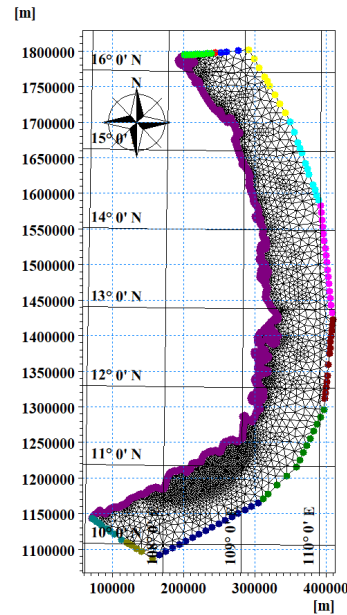 [m]
1800000
16° 0' N
1750000
N
1700000
15° 0'
1650000
1600000
14° 0' N
1550000
1500000
13° 0' N
1450000
1400000
12° 0' N
1350000
1300000
1250000
11° 0' N
1200000
1150000
10° 0' N
109° 0' E
110° 0' E
1100000
100000
200000
300000
400000
[m]